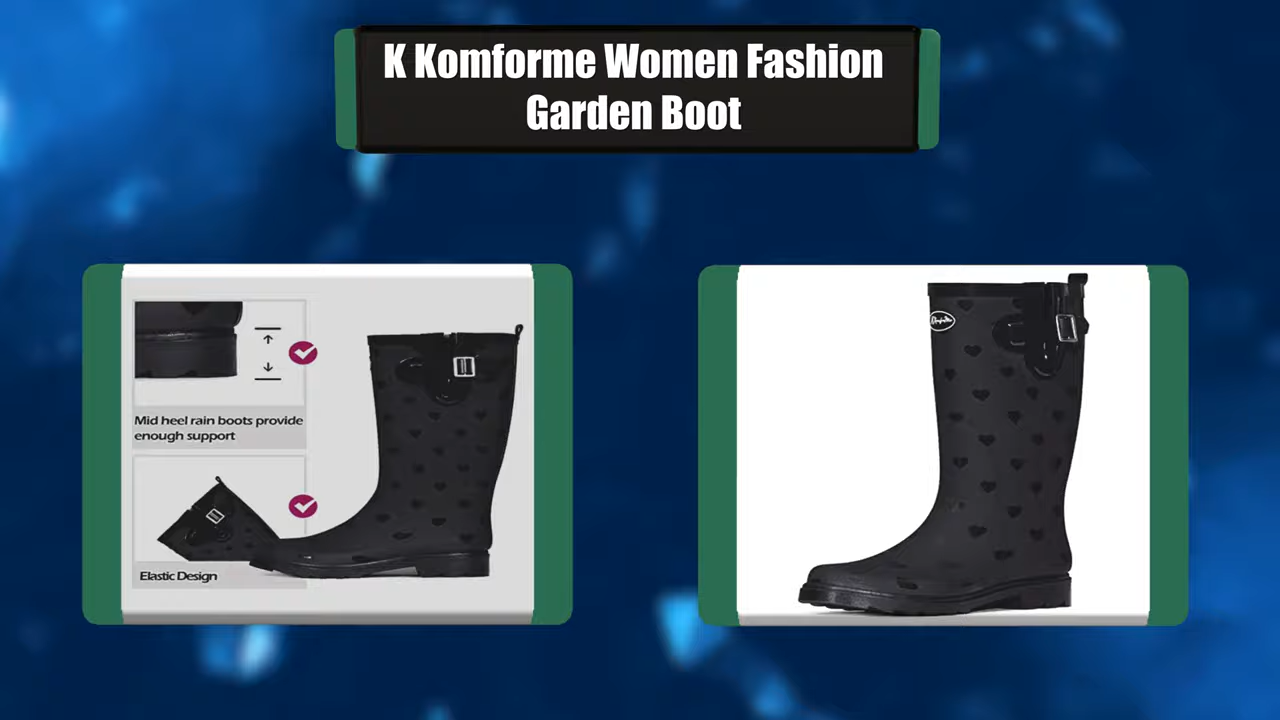 K Komforme Women Fashion
Garden Boot
Mid heel rain boots provide
enough support
Elastic Design